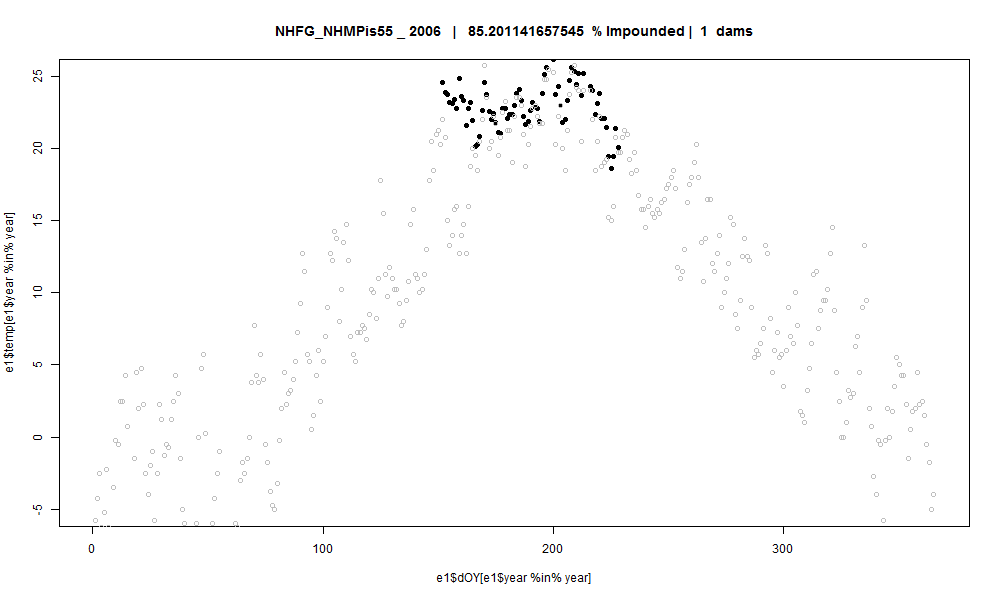 NHFG_NHMPis55 _ 2006 | 85.201141657545 % Impounded | 1 dams
e1$temp[e1$year %in% year]
25
20
15
10
5
0
-5
0 100 200 300
e1$dOY[e1$year %in% year]